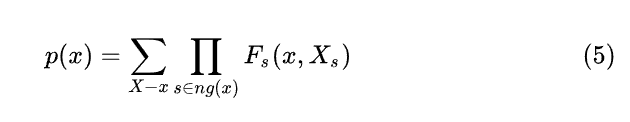 p(x) = ∑_{X−x} ∏_{s∈ng(x)} F_s(x, X_s) (5)